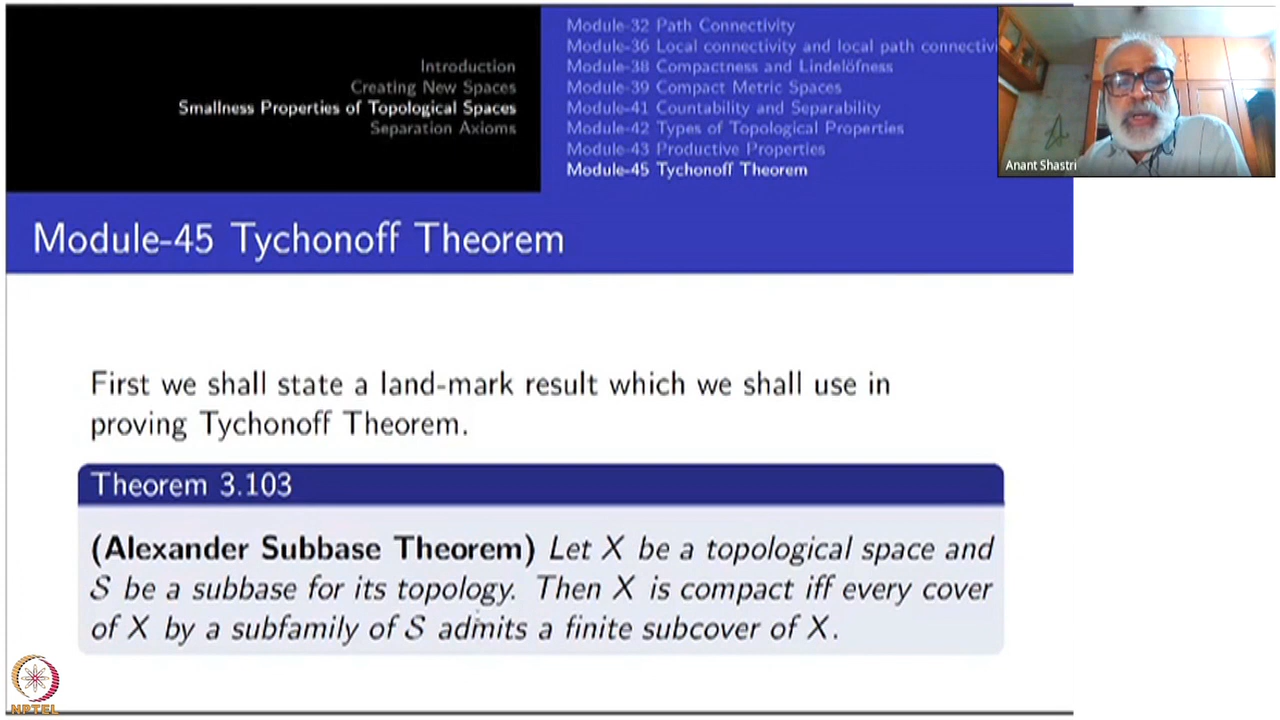 Introduction
Creating New Spaces
Smallness Properties of Topological Spaces
Separation Axioms
Module-32 Path Connectivity
Module-36 Local connectivity and local path connectiv
Module-38 Compactness and Lindelöfness
Module-39 Compact Metric Spaces
Module-41 Countability and Separability
Module-42 Types of Topological Properties
Module-43 Productive Properties
Module-45 Tychonoff Theorem
Anant Shastri
Module-45 Tychonoff Theorem
First we shall state a land-mark result which we shall use in
proving Tychonoff Theorem.
Theorem 3.103
(Alexander Subbase Theorem) Let X be a topological space and
S be a subbase for its topology. Then X is compact iff every cover
of X by a subfamily of S admits a finite subcover of X.
NPTEL